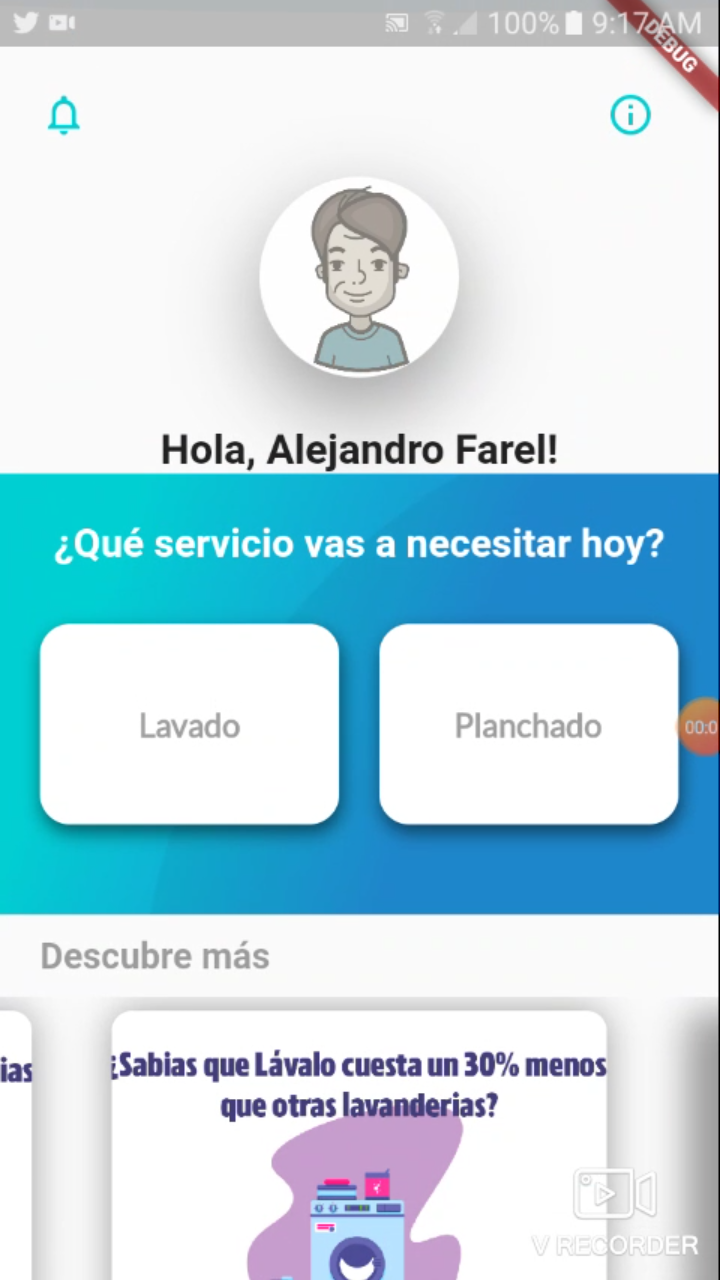 100% 9:17 AM
DEBUG
Hola, Alejandro Farel!
¿Qué servicio vas a necesitar hoy?
Lavado
Planchado
00:0
Descubre más
ias
¿Sabias que Lávalo cuesta un 30% menos
que otras lavanderias?
V RECORDER